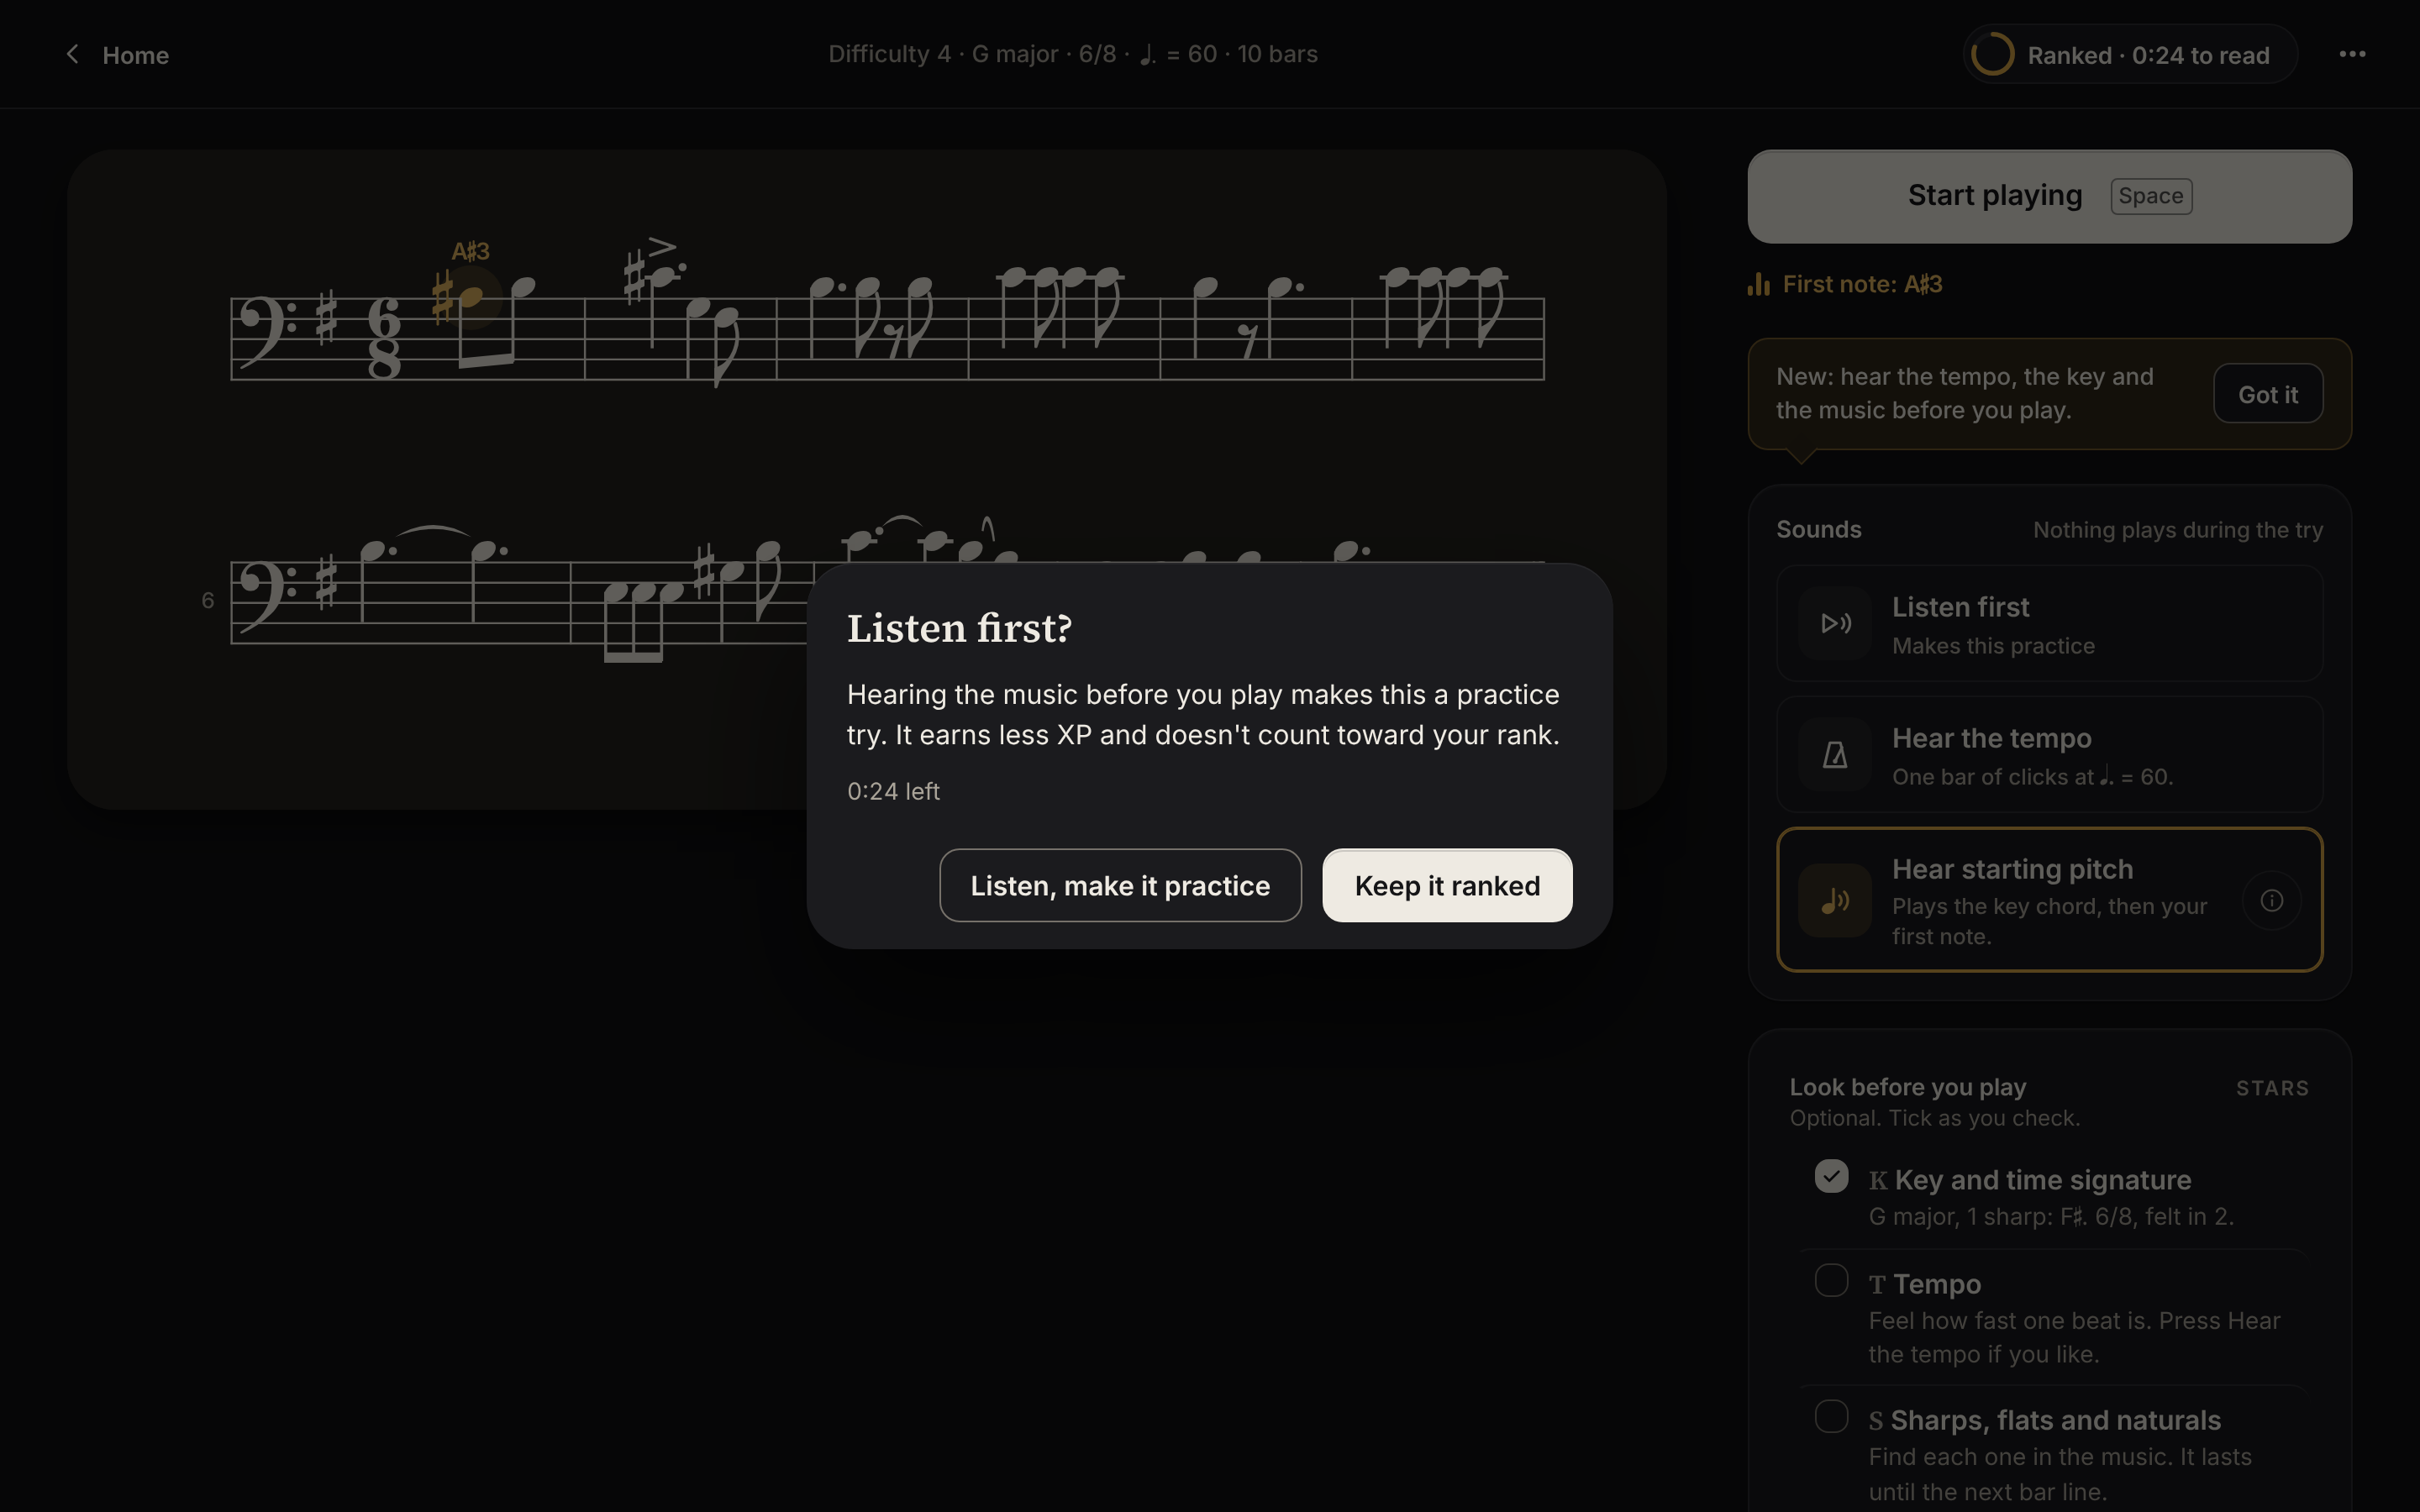 Home
Difficulty 4 · G major · 6/8 · ♩. = 60 · 10 bars
Ranked · 0:24 to read
Start playing Space
A♯3
First note: A♯3
New: hear the tempo, the key and
the music before you play.
Got it
6
8
Sounds
Nothing plays during the try
Listen first
Makes this practice
6
Listen first?
Hearing the music before you play makes this a practice
try. It earns less XP and doesn't count toward your rank.
0:24 left
Listen, make it practice
Keep it ranked
Hear the tempo
One bar of clicks at ♩. = 60.
Hear starting pitch
Plays the key chord, then your
first note.
Look before you play
STARS
Optional. Tick as you check.
K Key and time signature
G major, 1 sharp: F♯. 6/8, felt in 2.
T Tempo
Feel how fast one beat is. Press Hear
the tempo if you like.
S Sharps, flats and naturals
Find each one in the music. It lasts
until the next bar line.